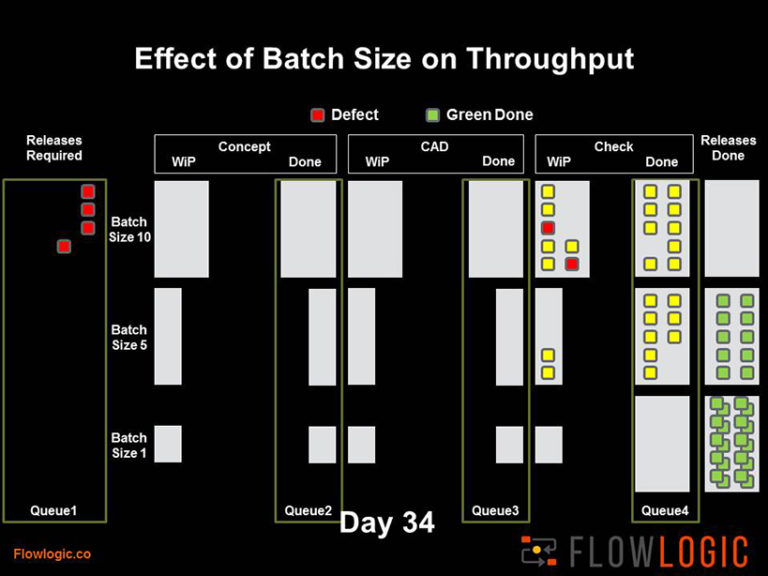 Effect of Batch Size on Throughput
Defect
Green Done
Releases
Required
Concept
WiP
Done
CAD
WiP
Done
Check
WiP
Done
Releases
Done
Batch
Size 10
Batch
Size 5
Batch
Size 1
Queue1
Queue2
Queue3
Queue4
Day 34
Flowlogic.co
FLOWLOGIC